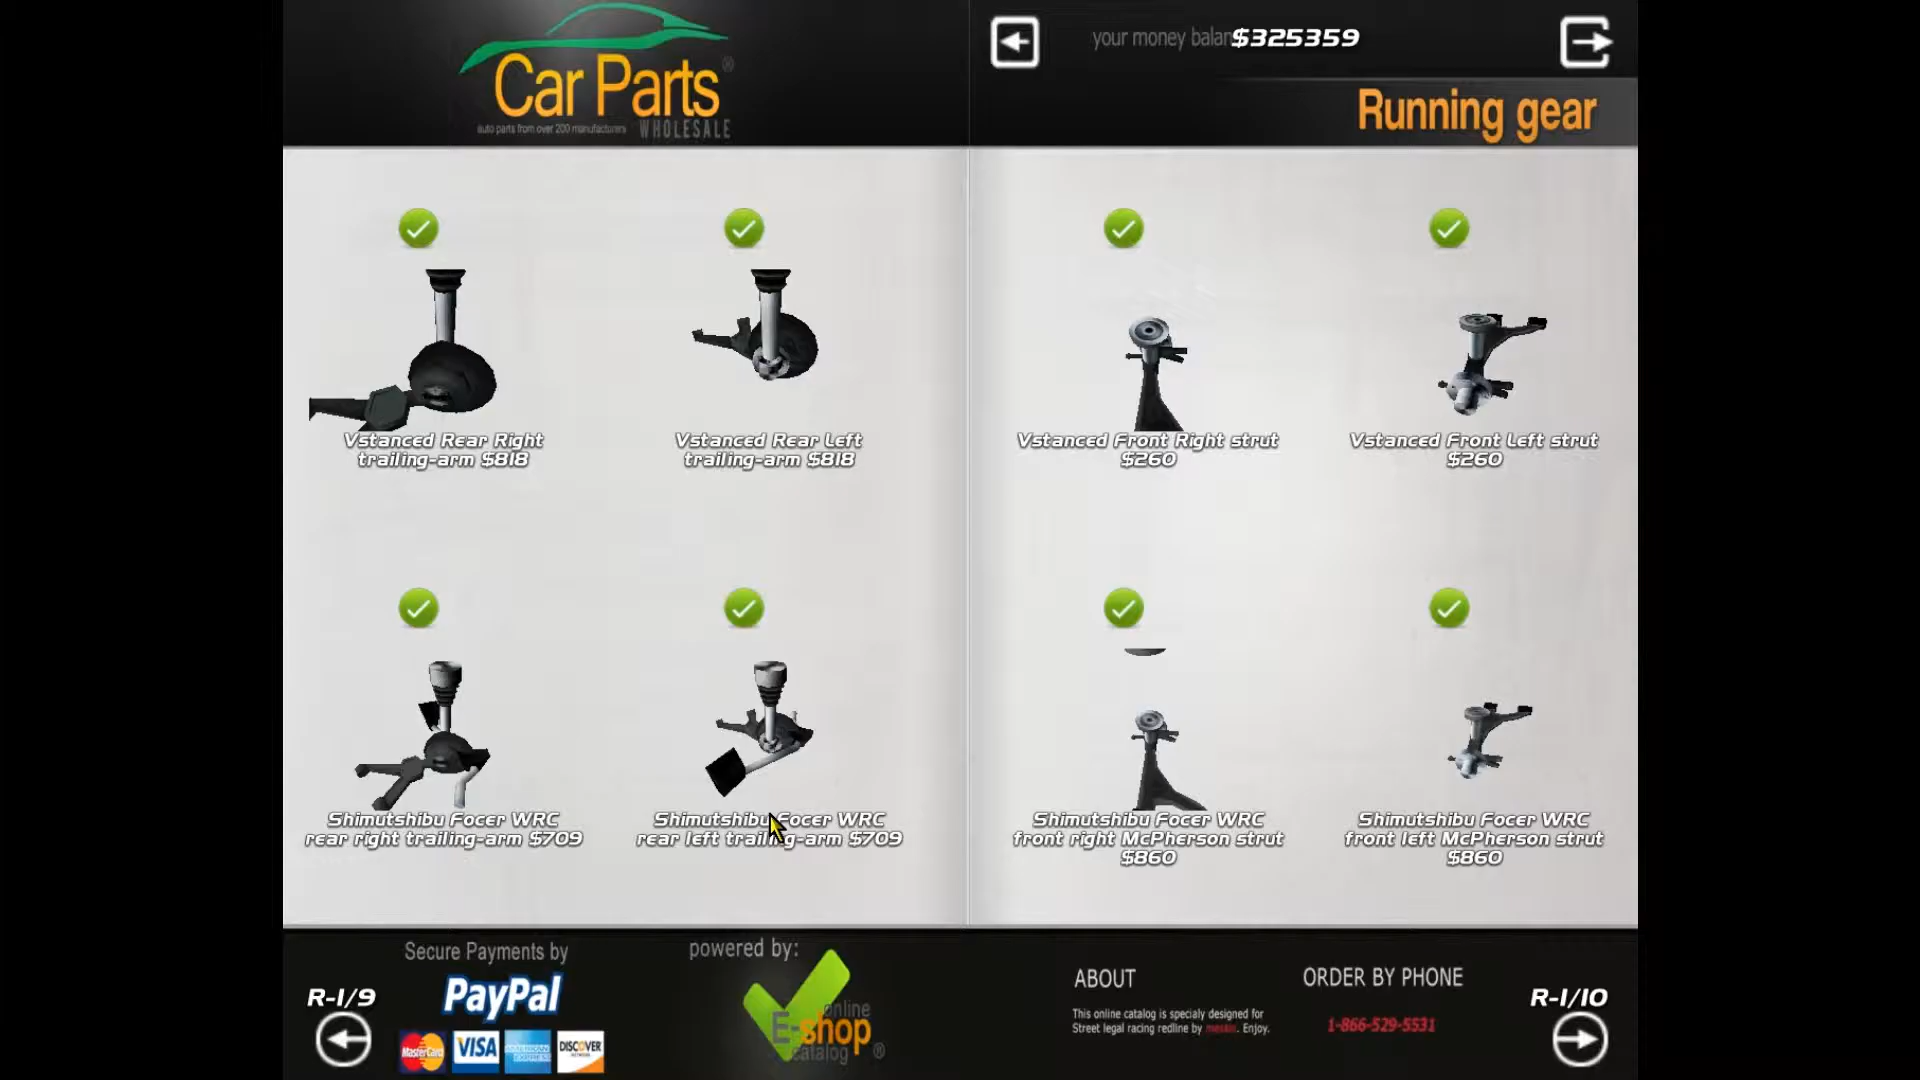 Car Parts®
auto parts from over 200 manufacturers WHOLESALE
your money balan$325359
Running gear
Vstanced Rear Right
trailing-arm $818
Vstanced Rear Left
trailing-arm $818
Vstanced Front Right strut
$260
Vstanced Front Left strut
$260
Shimutshibu Focer WRC
rear right trailing-arm $709
Shimutshibu Focer WRC
rear left trailing-arm $709
Shimutshibu Focer WRC
front right McPherson strut
$860
Shimutshibu Focer WRC
front left McPherson strut
$860
R-1/9
Secure Payments by
PayPal
MasterCard
VISA
AMERICAN EXPRESS
DISCOVER
powered by:
online
E-shop
catalog ®
ABOUT
This online catalog is specialy designed for
Street legal racing redline by meskin. Enjoy.
ORDER BY PHONE
1-866-529-5531
R-1/10